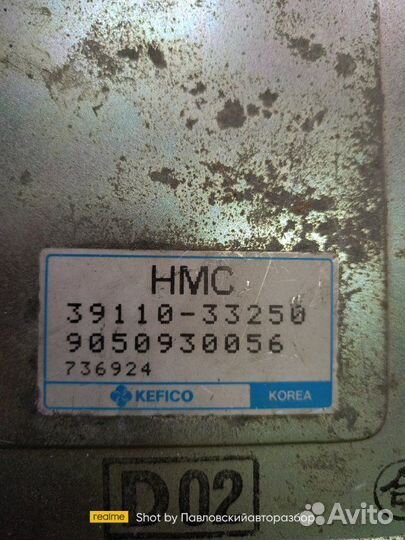 HMC
39110-33250
9050930056
736924
KEFICO KOREA
D02
realme Shot by Павловскийавторазбор
Avito